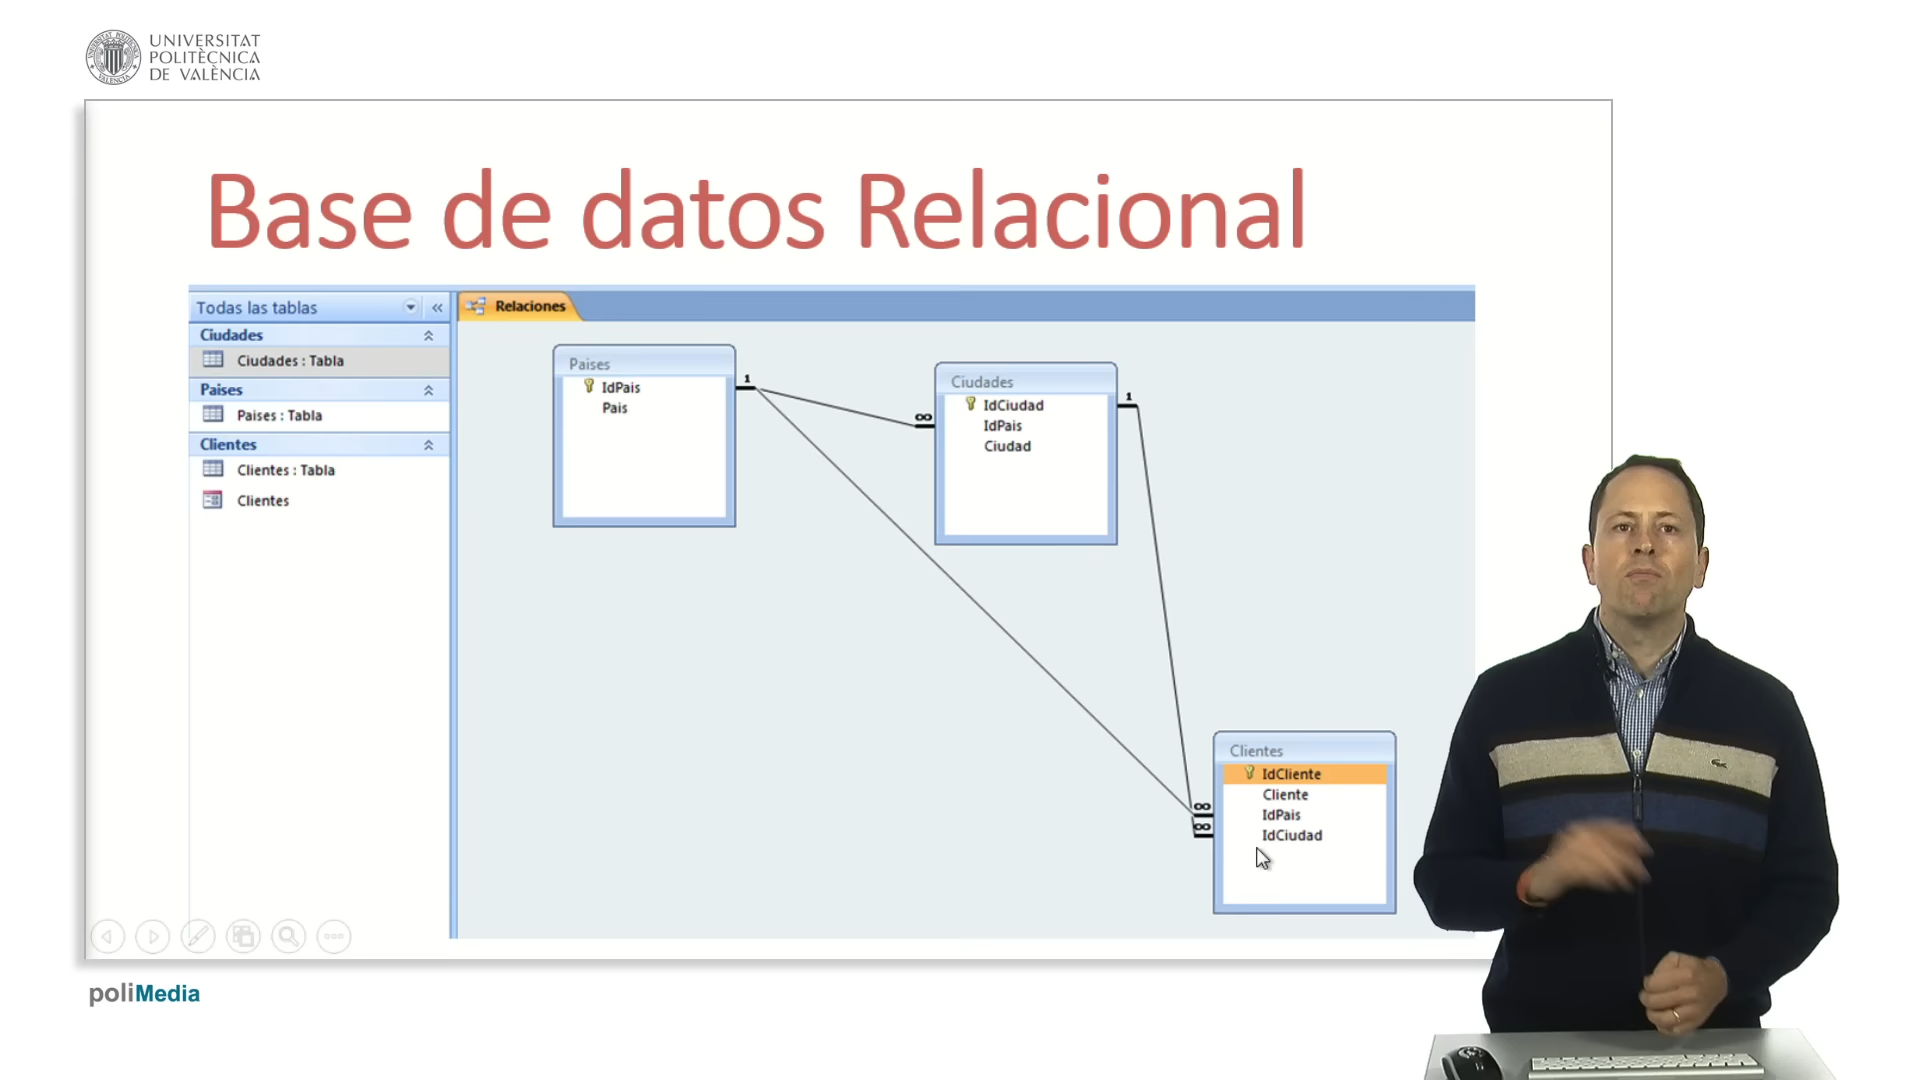 UNIVERSITAT
POLITÈCNICA
DE VALÈNCIA
Base de datos Relacional
Todas las tablas
Ciudades
Ciudades : Tabla
Paises
Paises : Tabla
Clientes
Clientes : Tabla
Clientes
Relaciones
Paises
IdPais
Pais
1
∞
Ciudades
IdCiudad
IdPais
Ciudad
1
∞
∞
Clientes
IdCliente
Cliente
IdPais
IdCiudad
poliMedia